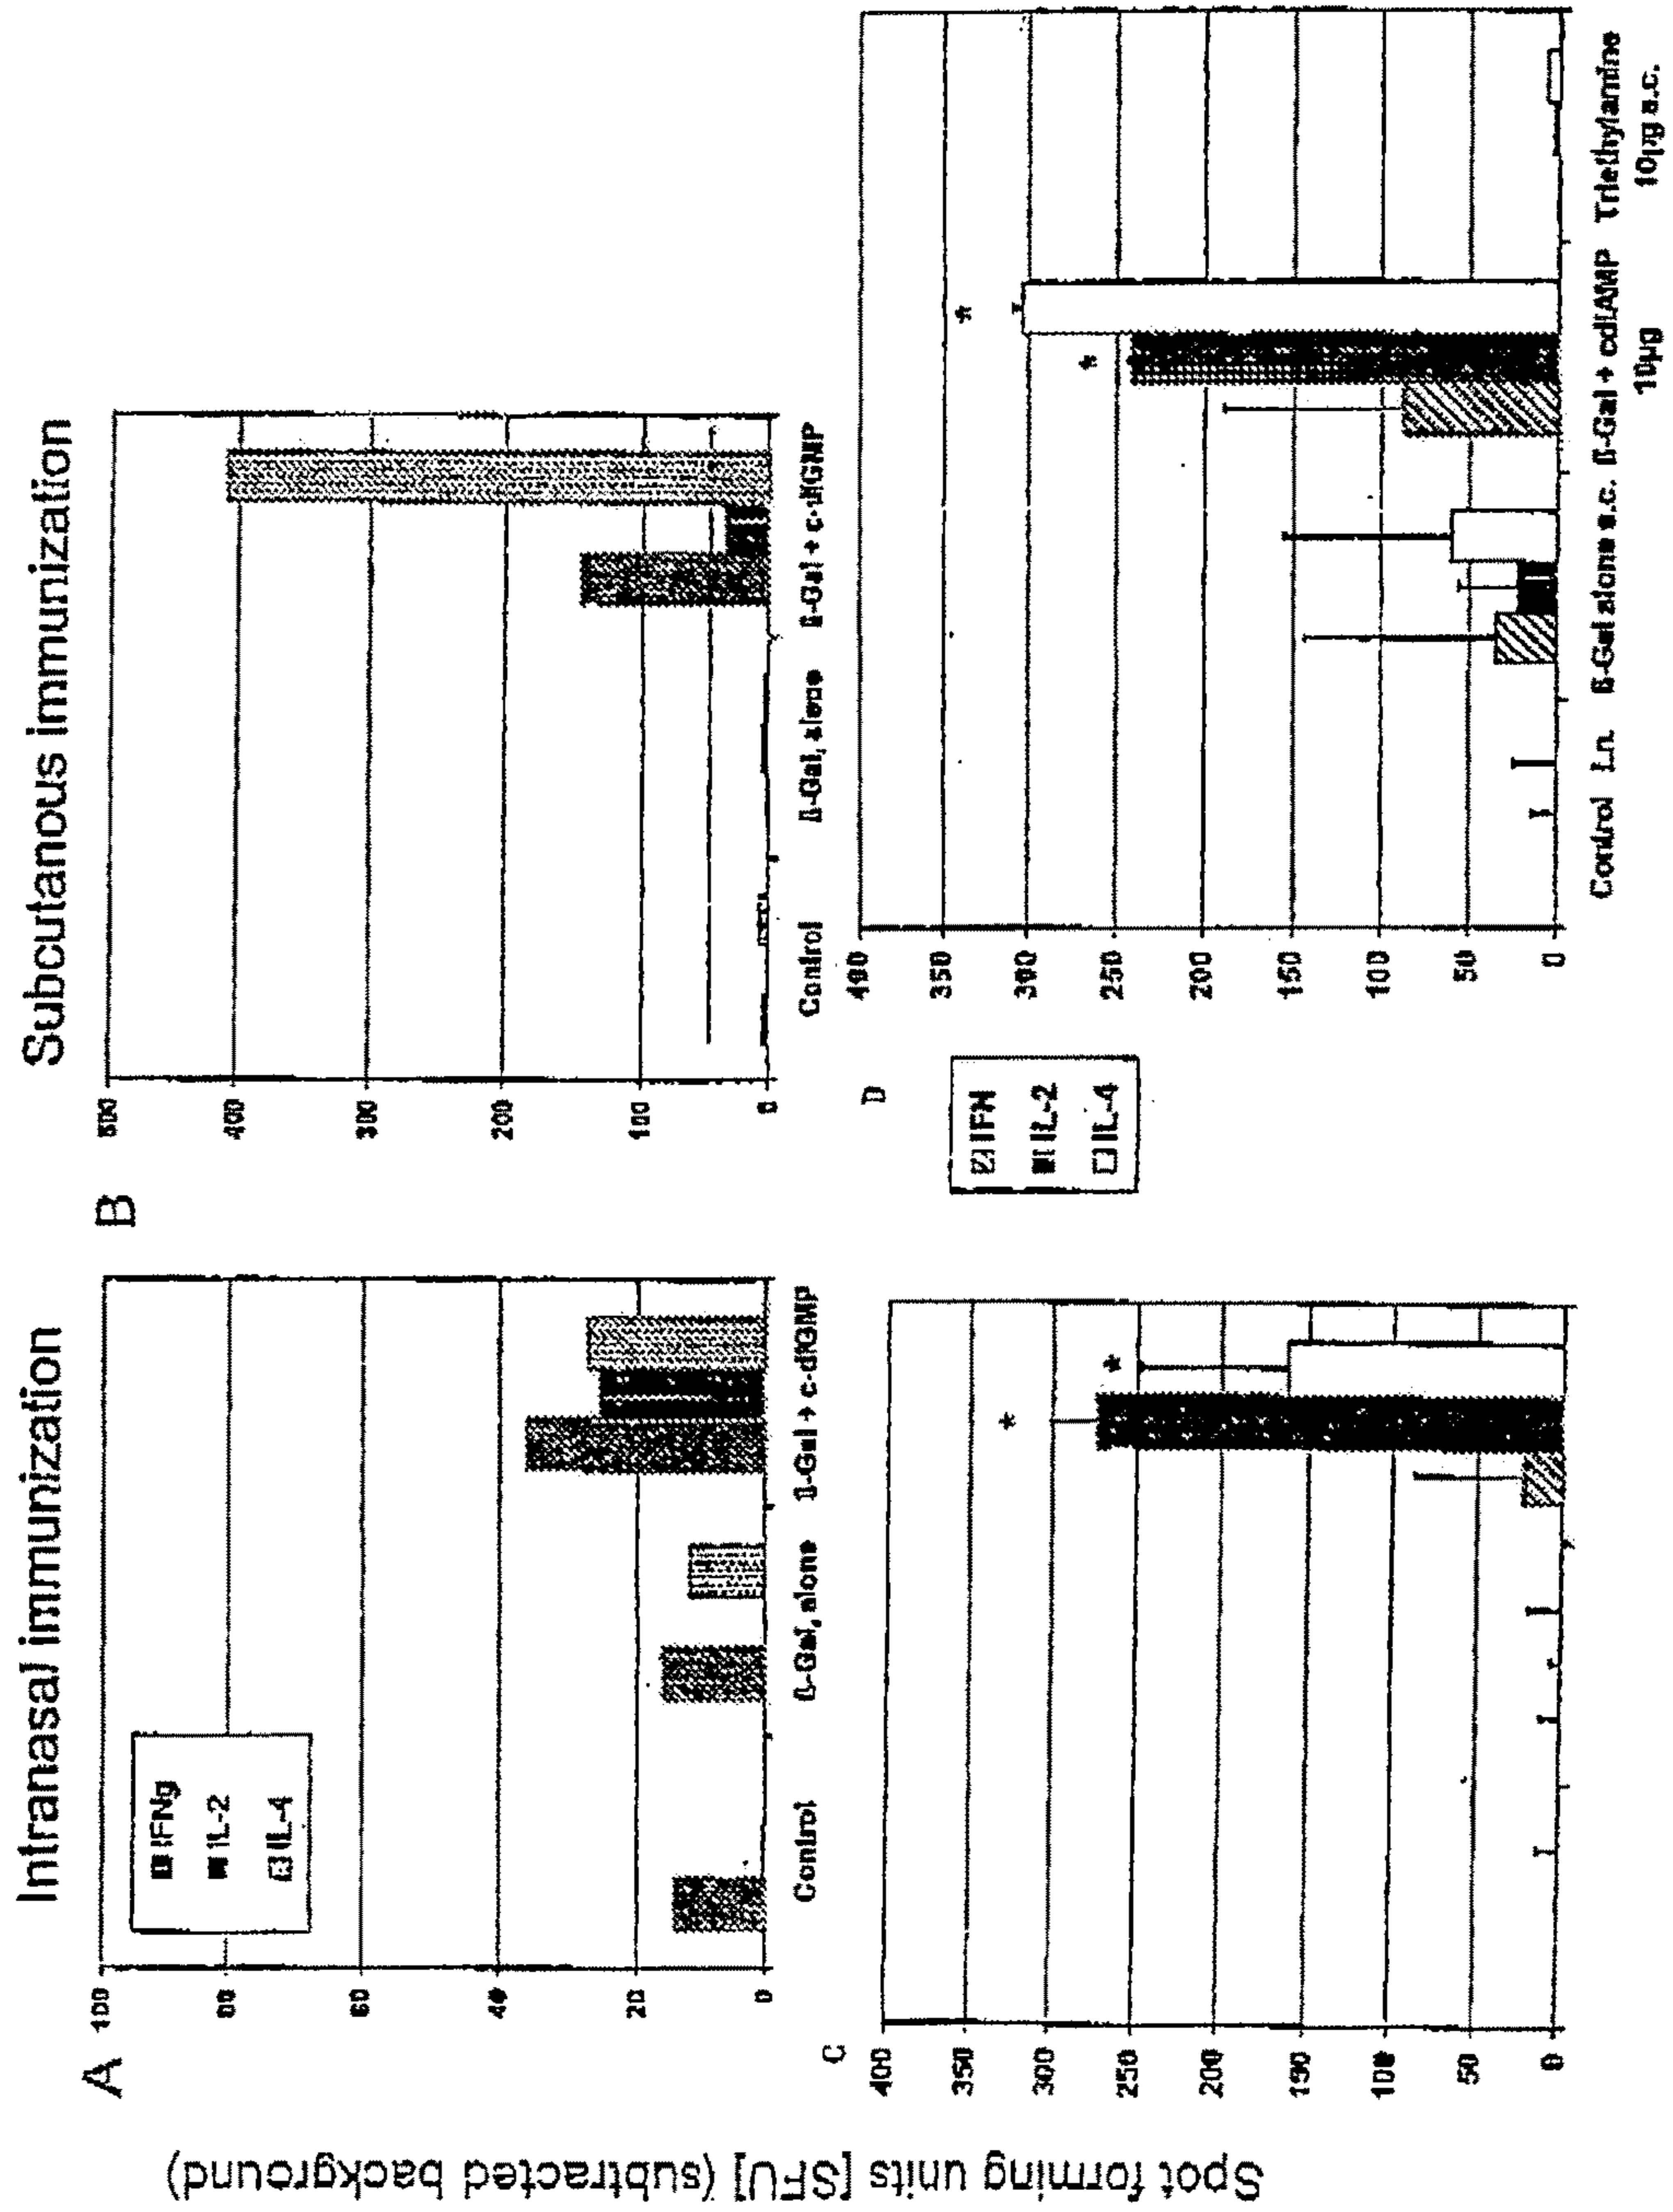 Intranasal immunization
Subcutanous immunization
Spot forming units [SFU] (subtracted background)
A
100
80
60
40
20
0
IFNg
IL-2
IL-4
Control
ß-Gal, alone
ß-Gal + c-diGMP
B
500
400
300
200
100
0
Control
ß-Gal, alone
ß-Gal + c-diGMP
C
400
350
300
250
200
150
100
50
0
IFN
IL-2
IL-4
D
400
350
300
250
200
150
100
50
0
*
*
*
*
Control i.n.
ß-Gal alone s.c.
ß-Gal + cdiAMP
10µg
Triethylamine
10µg s.c.